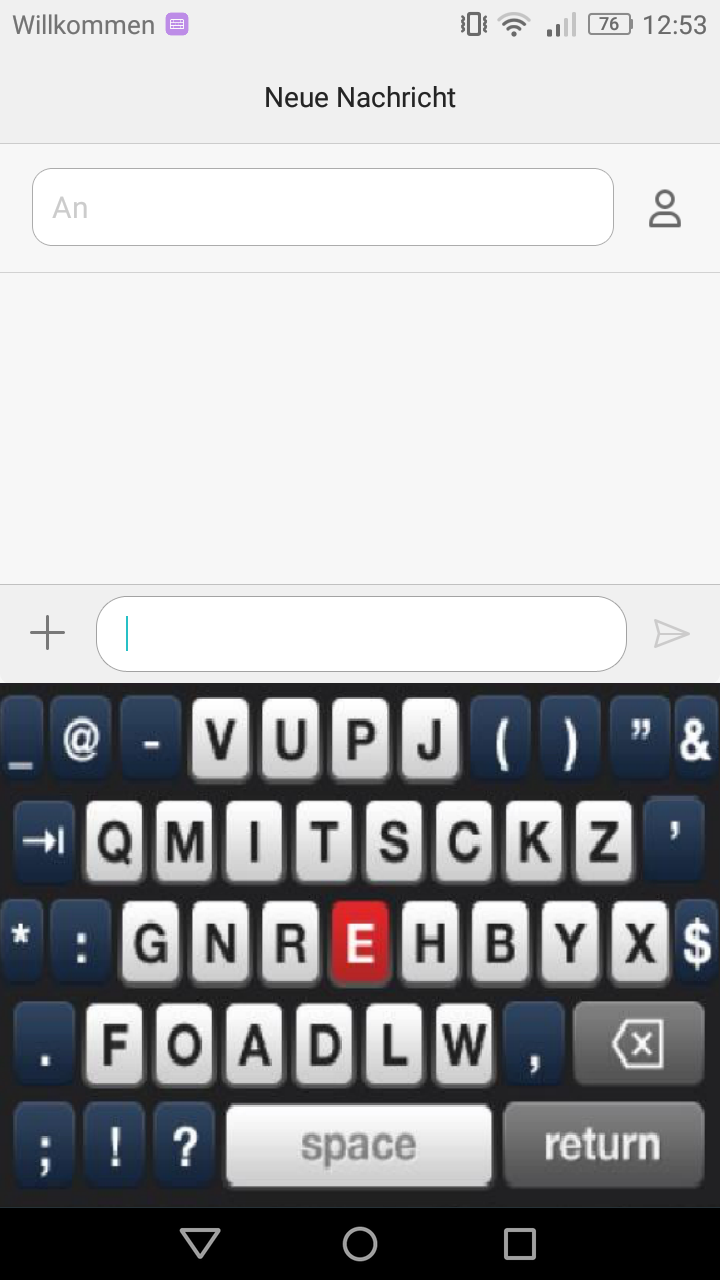 Willkommen 76 12:53
Neue Nachricht
An
_ @ - V U P J ( ) ” &
Q M I T S C K Z ’
* : G N R E H B Y X $
. F O A D L W ,
; ! ? space return